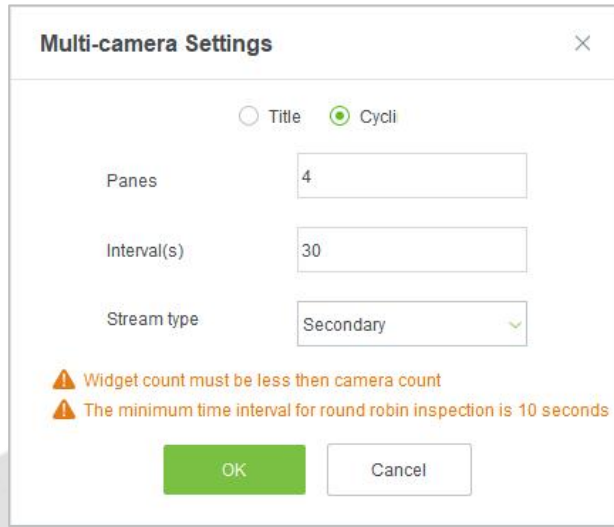 Multi-camera Settings
Title Cycli
Panes 4
Interval(s) 30
Stream type Secondary
Widget count must be less then camera count
The minimum time interval for round robin inspection is 10 seconds
OK Cancel